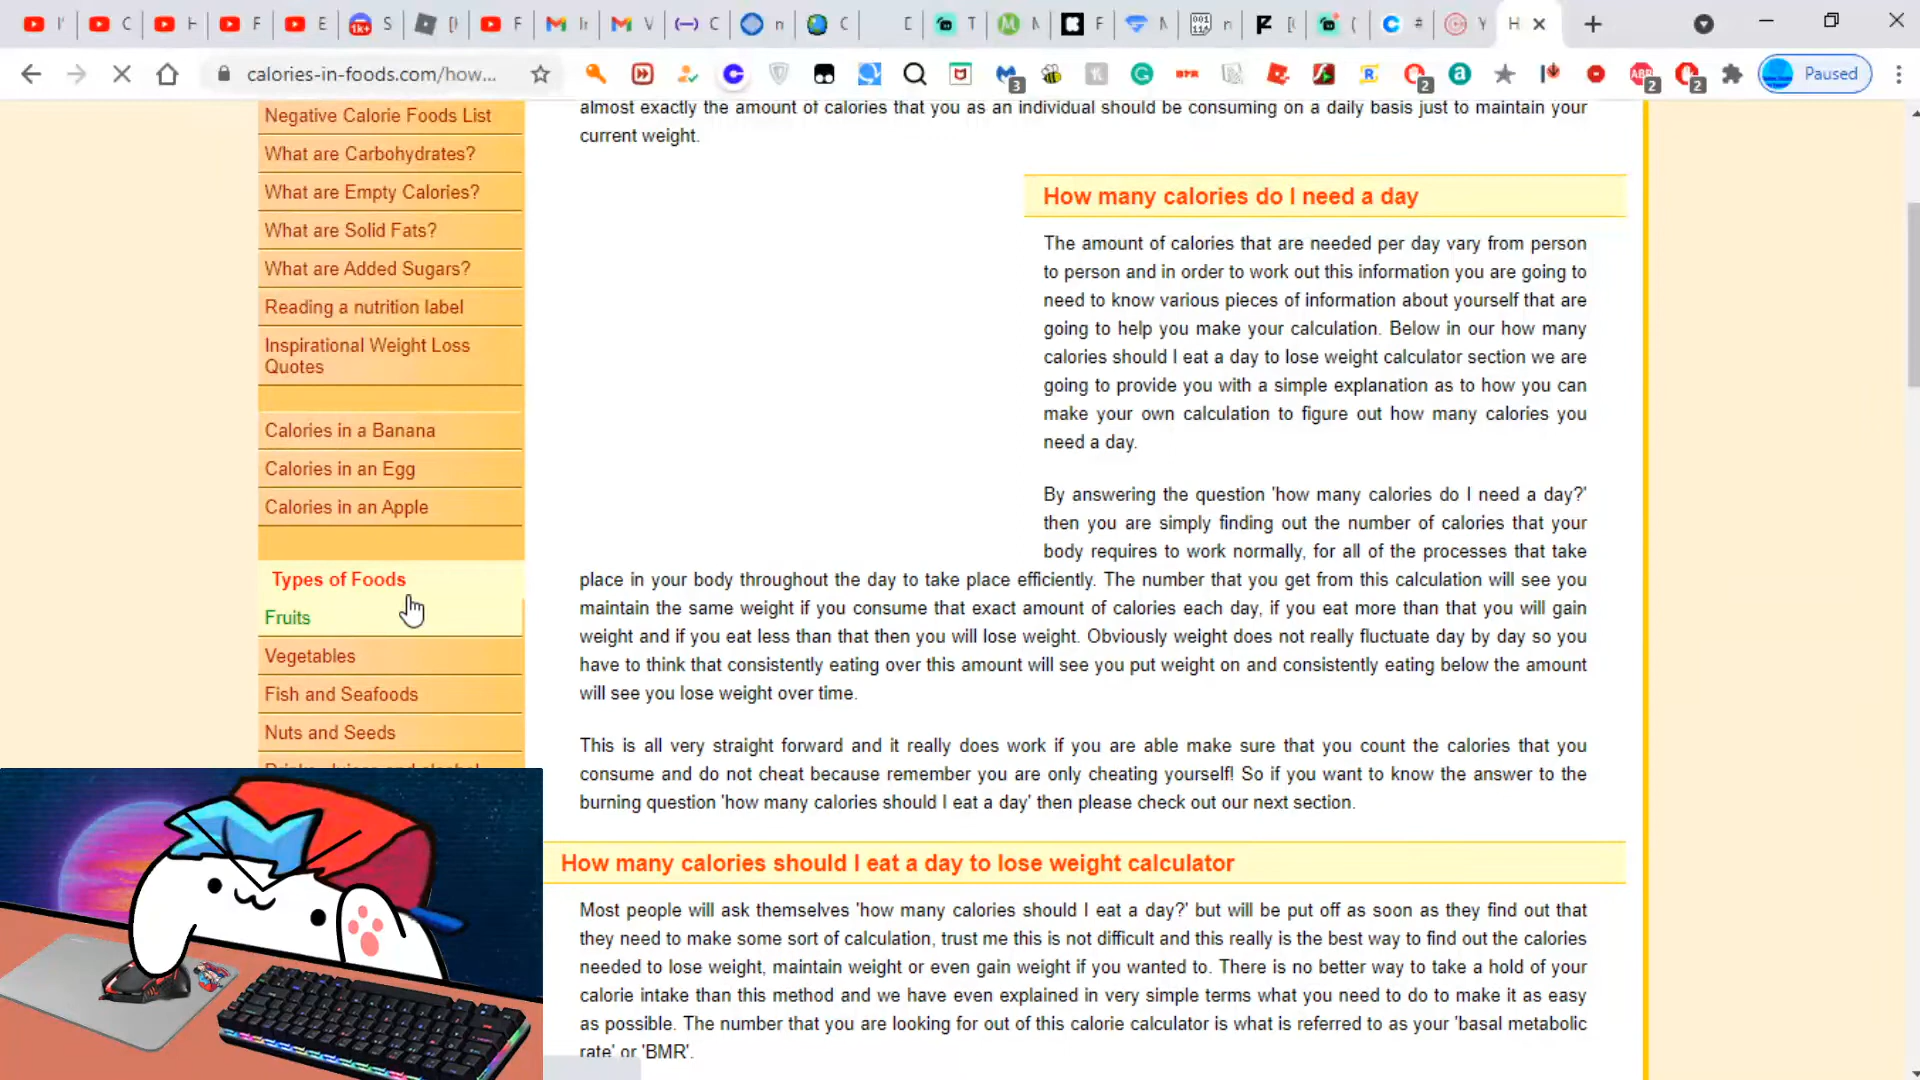 calories-in-foods.com/how...
Paused
Negative Calorie Foods List
What are Carbohydrates?
What are Empty Calories?
What are Solid Fats?
What are Added Sugars?
Reading a nutrition label
Inspirational Weight Loss
Quotes
Calories in a Banana
Calories in an Egg
Calories in an Apple
Types of Foods
Fruits
Vegetables
Fish and Seafoods
Nuts and Seeds
almost exactly the amount of calories that you as an individual should be consuming on a daily basis just to maintain your
current weight.
How many calories do I need a day
The amount of calories that are needed per day vary from person
to person and in order to work out this information you are going to
need to know various pieces of information about yourself that are
going to help you make your calculation. Below in our how many
calories should I eat a day to lose weight calculator section we are
going to provide you with a simple explanation as to how you can
make your own calculation to figure out how many calories you
need a day.
By answering the question 'how many calories do I need a day?'
then you are simply finding out the number of calories that your
body requires to work normally, for all of the processes that take
place in your body throughout the day to take place efficiently. The number that you get from this calculation will see you
maintain the same weight if you consume that exact amount of calories each day, if you eat more than that you will gain
weight and if you eat less than that then you will lose weight. Obviously weight does not really fluctuate day by day so you
have to think that consistently eating over this amount will see you put weight on and consistently eating below the amount
will see you lose weight over time.
This is all very straight forward and it really does work if you are able make sure that you count the calories that you
consume and do not cheat because remember you are only cheating yourself! So if you want to know the answer to the
burning question 'how many calories should I eat a day' then please check out our next section.
How many calories should I eat a day to lose weight calculator
Most people will ask themselves 'how many calories should I eat a day?' but will be put off as soon as they find out that
they need to make some sort of calculation, trust me this is not difficult and this really is the best way to find out the calories
needed to lose weight, maintain weight or even gain weight if you wanted to. There is no better way to take a hold of your
calorie intake than this method and we have even explained in very simple terms what you need to do to make it as easy
as possible. The number that you are looking for out of this calorie calculator is what is referred to as your 'basal metabolic
rate' or 'BMR'.